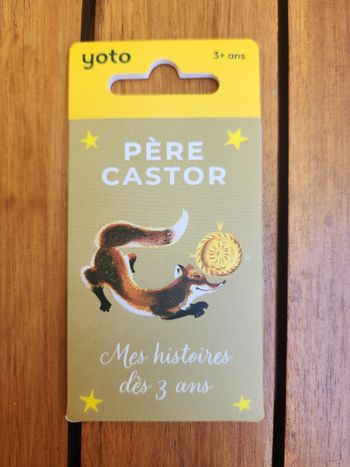 yoto
3+ ans
PÈRE
CASTOR
Mes histoires
dès 3 ans